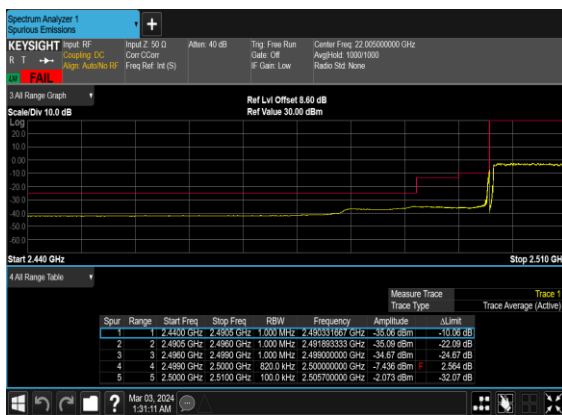 Spectrum Analyzer 1
Spurious Emissions
KEYSIGHT Input: RF Input Z: 50 Ω Atten: 40 dB Trig: Free Run Center Freq: 22.005000000 GHz
R T Coupling: DC Corr CCorr Gate: Off Avg|Hold: 1000/1000
Align: Auto/No RF Freq Ref: Int (S) IF Gain: Low Radio Std: None
LXI FAIL
3 All Range Graph
Ref Lvl Offset 8.60 dB
Scale/Div 10.0 dB Ref Value 30.00 dBm
Log
20.0
10.0
0.00
-10.0
-20.0
-30.0
-40.0
-50.0
-60.0
Start 2.440 GHz Stop 2.510 GH
4 All Range Table
Measure Trace Trace 1
Trace Type Trace Average (Active)
Spur Range Start Freq Stop Freq RBW Frequency Amplitude ΔLimit
1 1 2.4400 GHz 2.4905 GHz 1.000 MHz 2.490331667 GHz -35.06 dBm -10.06 dB
2 2 2.4905 GHz 2.4960 GHz 1.000 MHz 2.491893333 GHz -35.09 dBm -22.09 dB
3 3 2.4960 GHz 2.4990 GHz 1.000 MHz 2.499000000 GHz -34.67 dBm -24.67 dB
4 4 2.4990 GHz 2.5000 GHz 820.0 kHz 2.500000000 GHz -7.436 dBm F 2.564 dB
5 5 2.5000 GHz 2.5100 GHz 100.0 kHz 2.505700000 GHz -2.073 dBm -32.07 dB
Mar 03, 2024
1:31:11 AM